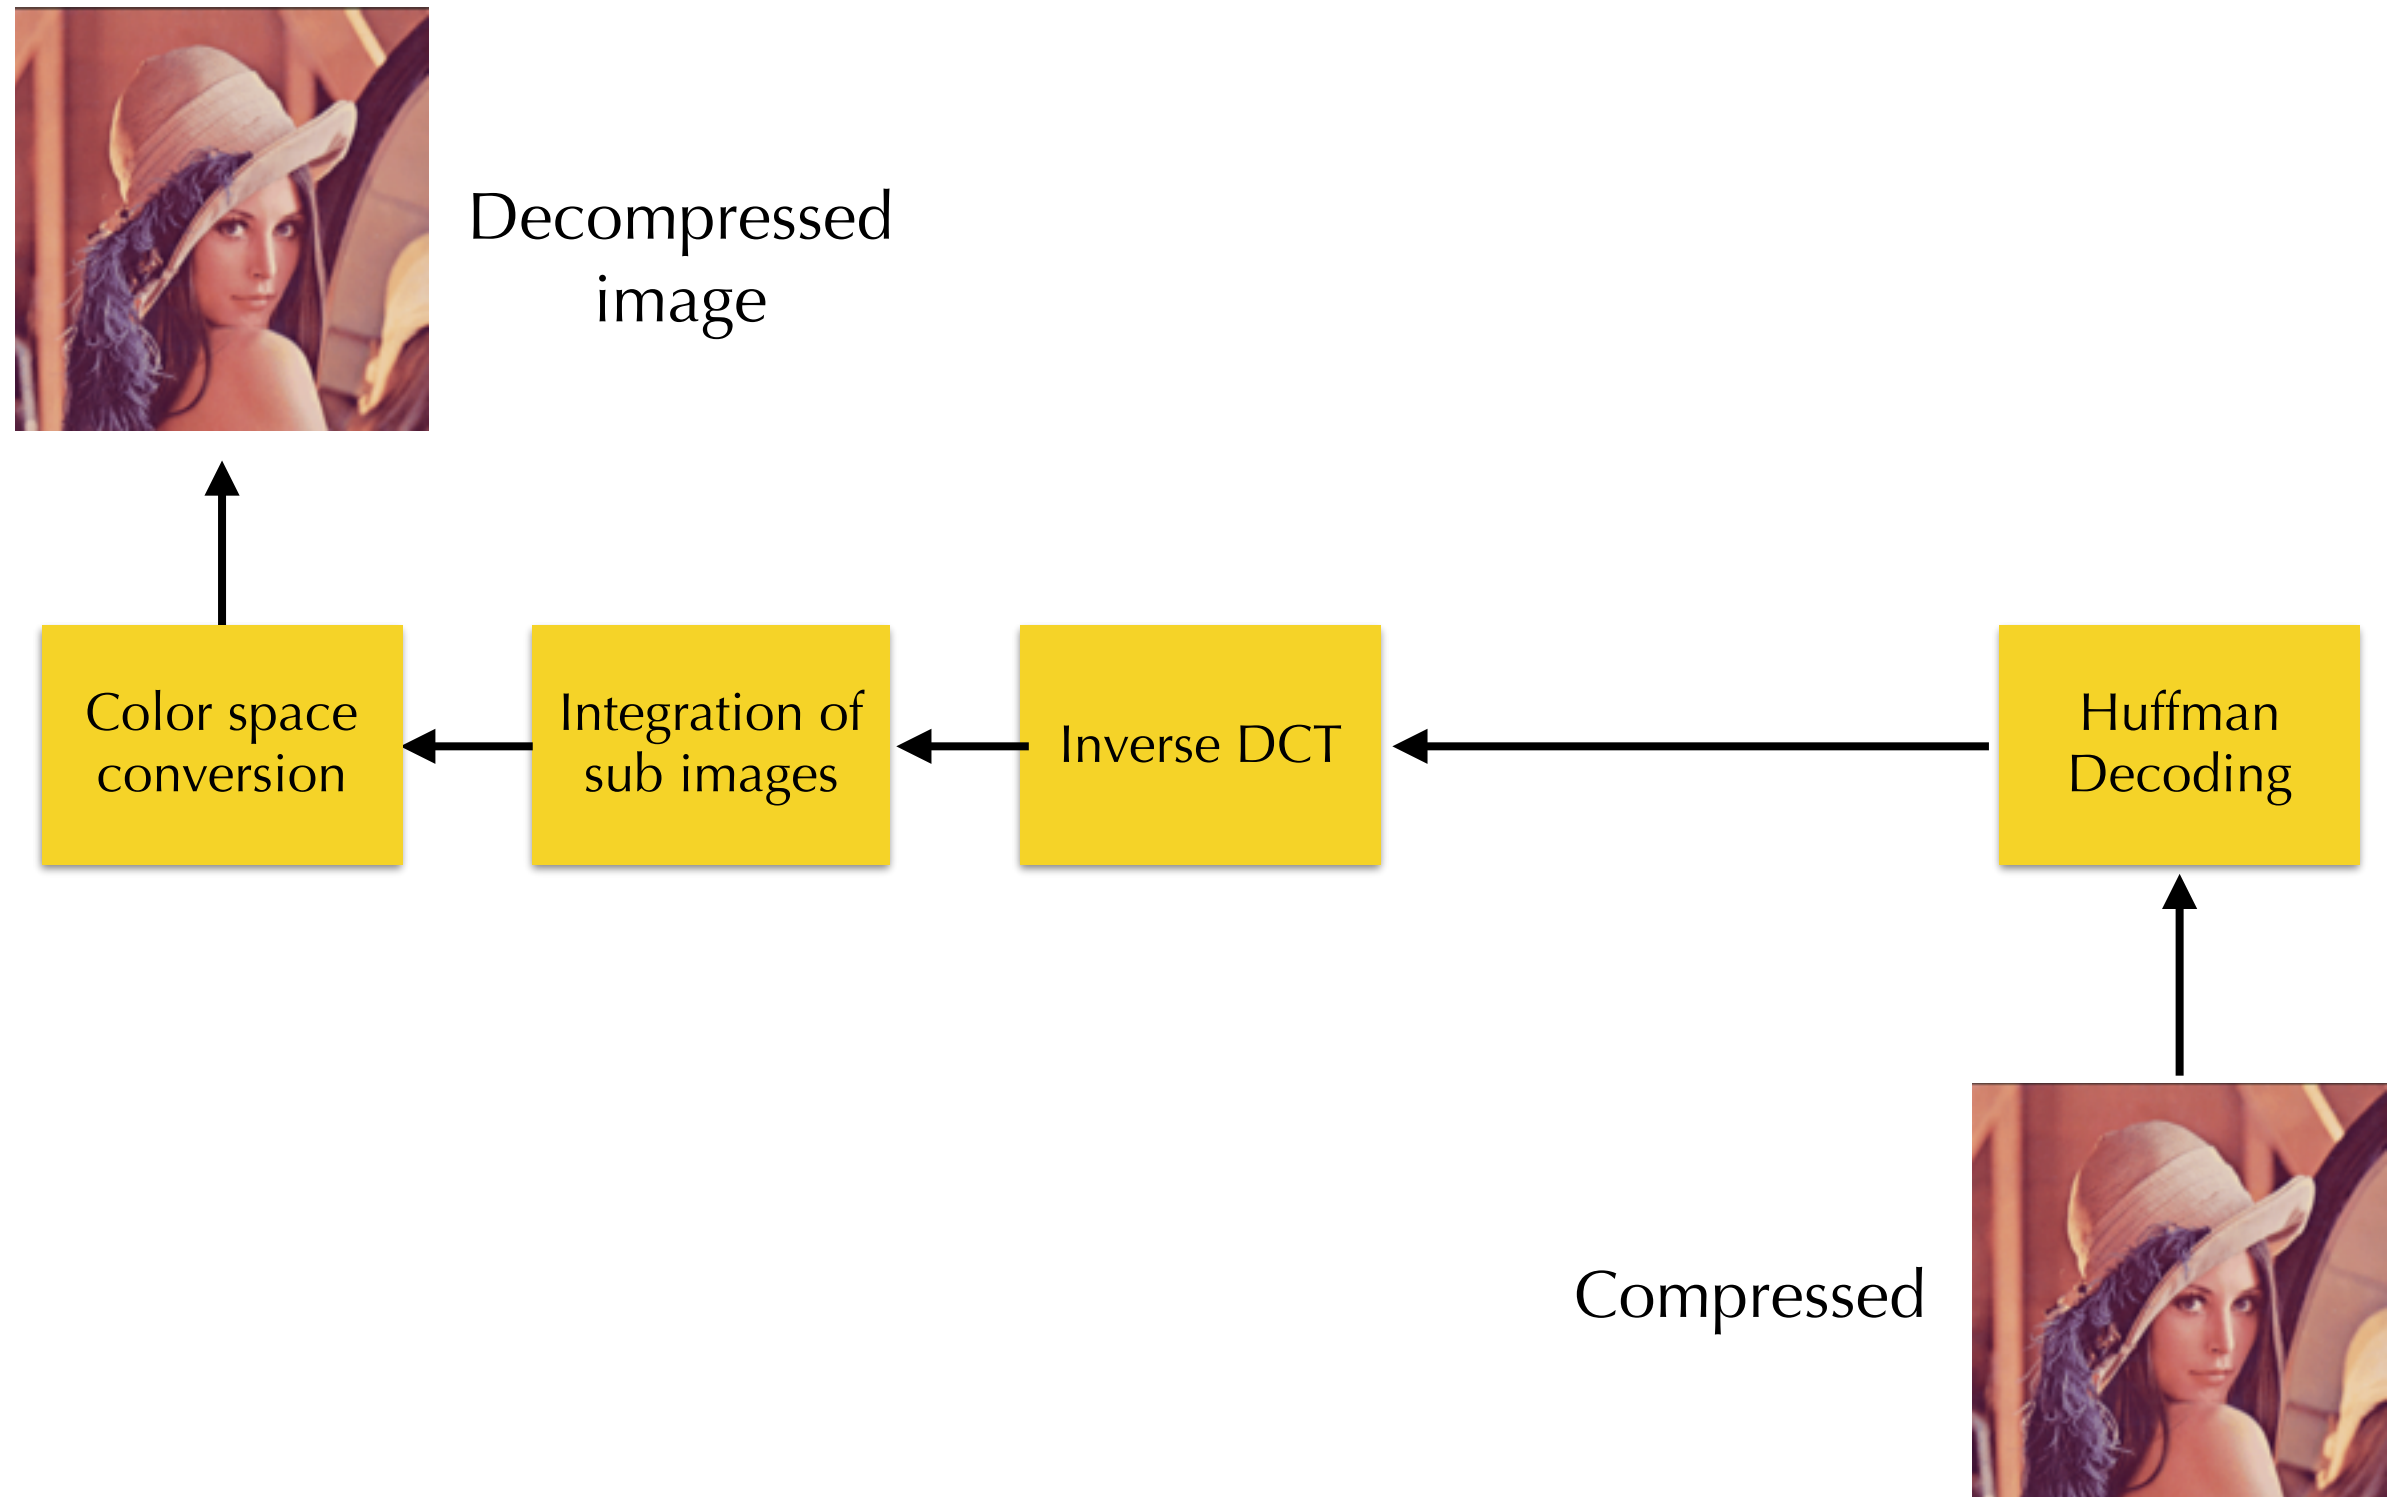 Decompressed
image
Color space
conversion
Integration of
sub images
Inverse DCT
Huffman
Decoding
Compressed